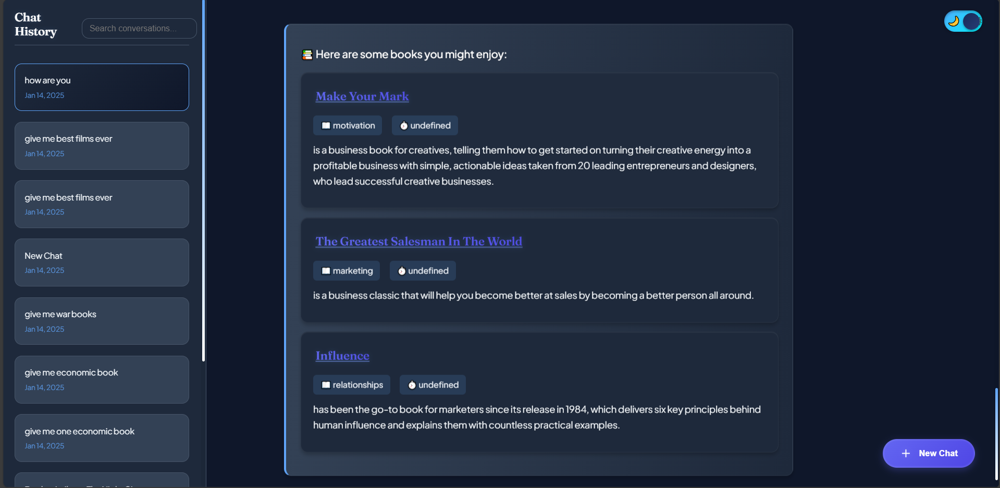 Chat
History
Search conversations...
how are you
Jan 14, 2025
give me best films ever
Jan 14, 2025
give me best films ever
Jan 14, 2025
New Chat
Jan 14, 2025
give me war books
Jan 14, 2025
give me economic book
Jan 14, 2025
give me one economic book
Jan 14, 2025
Here are some books you might enjoy:
Make Your Mark
motivation
undefined
is a business book for creatives, telling them how to get started on turning their creative energy into a
profitable business with simple, actionable ideas taken from 20 leading entrepreneurs and designers,
who lead successful creative businesses.
The Greatest Salesman In The World
marketing
undefined
is a business classic that will help you become better at sales by becoming a better person all around.
Influence
relationships
undefined
has been the go-to book for marketers since its release in 1984, which delivers six key principles behind
human influence and explains them with countless practical examples.
New Chat